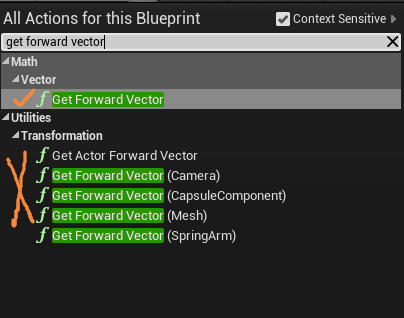 All Actions for this Blueprint
Context Sensitive
get forward vector
Math
Vector
Get Forward Vector
Utilities
Transformation
Get Actor Forward Vector
Get Forward Vector (Camera)
Get Forward Vector (CapsuleComponent)
Get Forward Vector (Mesh)
Get Forward Vector (SpringArm)